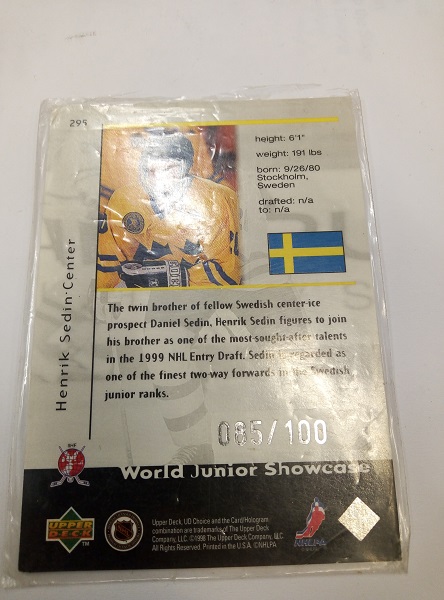 295
height: 6'1"
weight: 191 lbs
born: 9/26/80
Stockholm,
Sweden
drafted: n/a
to: n/a
Henrik Sedin·Center
The twin brother of fellow Swedish center-ice
prospect Daniel Sedin, Henrik Sedin figures to join
his brother as one of the most-sought-after talents
in the 1999 NHL Entry Draft. Sedin is regarded as
one of the finest two-way forwards in the Swedish
junior ranks.
085/100
World Junior Showcase
UPPER
DECK
TM
Upper Deck, UD Choice and the Card/Hologram
combination are trademarks of The Upper Deck
Company, LLC. ©1998 The Upper Deck Company, LLC.
All Rights Reserved. Printed in the U.S.A. ©NHLPA
NHLPA